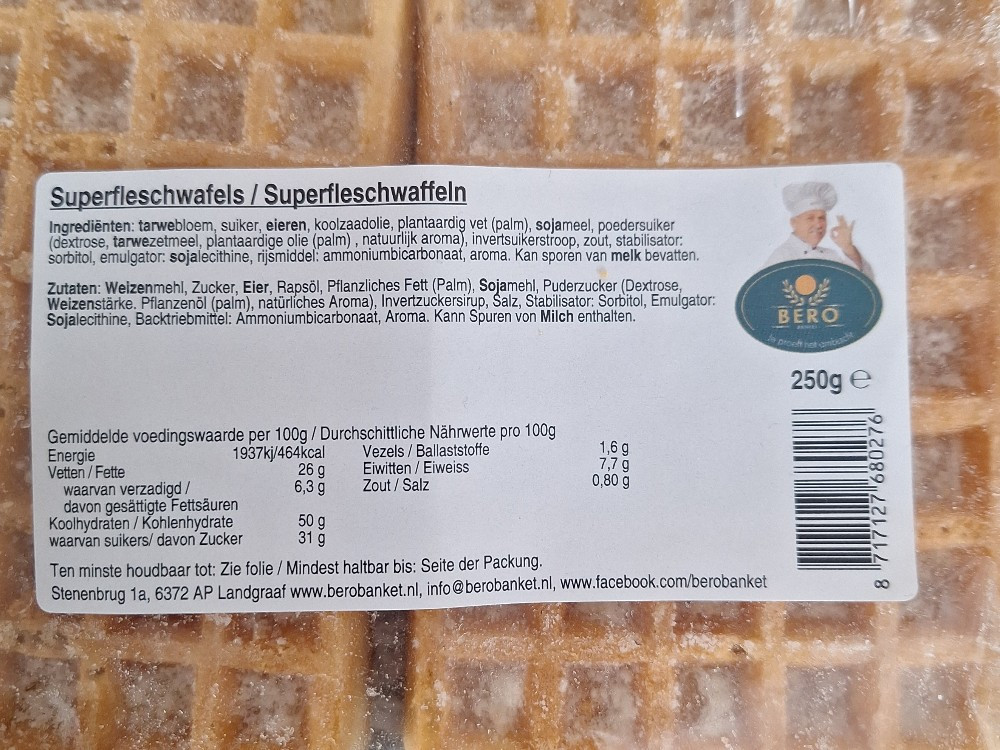 Superfleschwafels / Superfleschwaffeln
Ingrediënten: tarwebloem, suiker, eieren, koolzaadolie, plantaardig vet (palm), sojameel, poedersuiker
(dextrose, tarwezetmeel, plantaardige olie (palm) , natuurlijk aroma), invertsuikerstroop, zout, stabilisator:
sorbitol, emulgator: sojalecithine, rijsmiddel: ammoniumbicarbonaat, aroma. Kan sporen van melk bevatten.
Zutaten: Weizenmehl, Zucker, Eier, Rapsöl, Pflanzliches Fett (Palm), Sojamehl, Puderzucker (Dextrose,
Weizenstärke. Pflanzenöl (palm), natürliches Aroma), Invertzuckersirup, Salz, Stabilisator: Sorbitol, Emulgator:
Sojalecithine, Backtriebmittel: Ammoniumbicarbonaat, Aroma. Kann Spuren von Milch enthalten.
BERO
250g e
Gemiddelde voedingswaarde per 100g / Durchschittliche Nährwerte pro 100g
Energie 1937kj/464kcal Vezels / Ballaststoffe 1,6 g
Vetten / Fette 26 g Eiwitten / Eiweiss 7,7 g
waarvan verzadigd / 6,3 g Zout / Salz 0,80 g
davon gesättigte Fettsäuren
Koolhydraten / Kohlenhydrate 50 g
waarvan suikers/ davon Zucker 31 g
Ten minste houdbaar tot: Zie folie / Mindest haltbar bis: Seite der Packung.
Stenenbrug 1a, 6372 AP Landgraaf www.berobanket.nl, info@berobanket.nl, www.facebook.com/berobanket
8 717127 680276